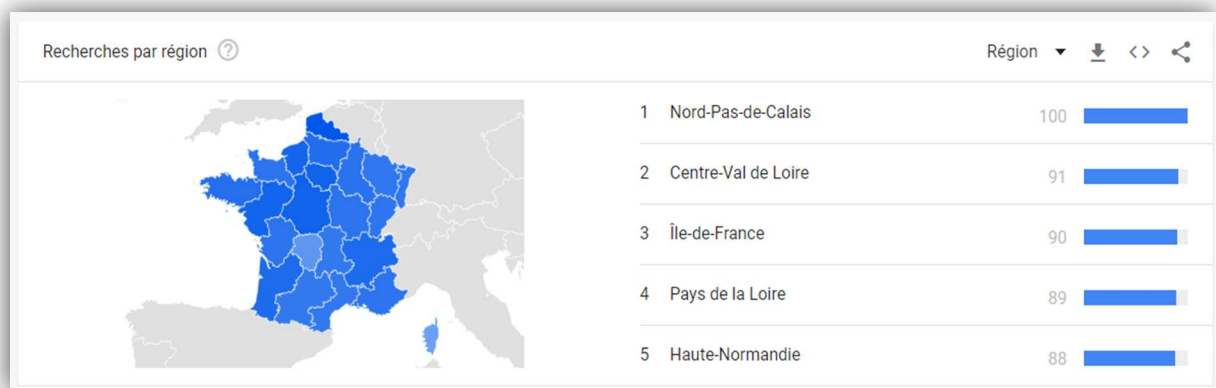 Recherches par région ?
Région
1 Nord-Pas-de-Calais 100
2 Centre-Val de Loire 91
3 Île-de-France 90
4 Pays de la Loire 89
5 Haute-Normandie 88